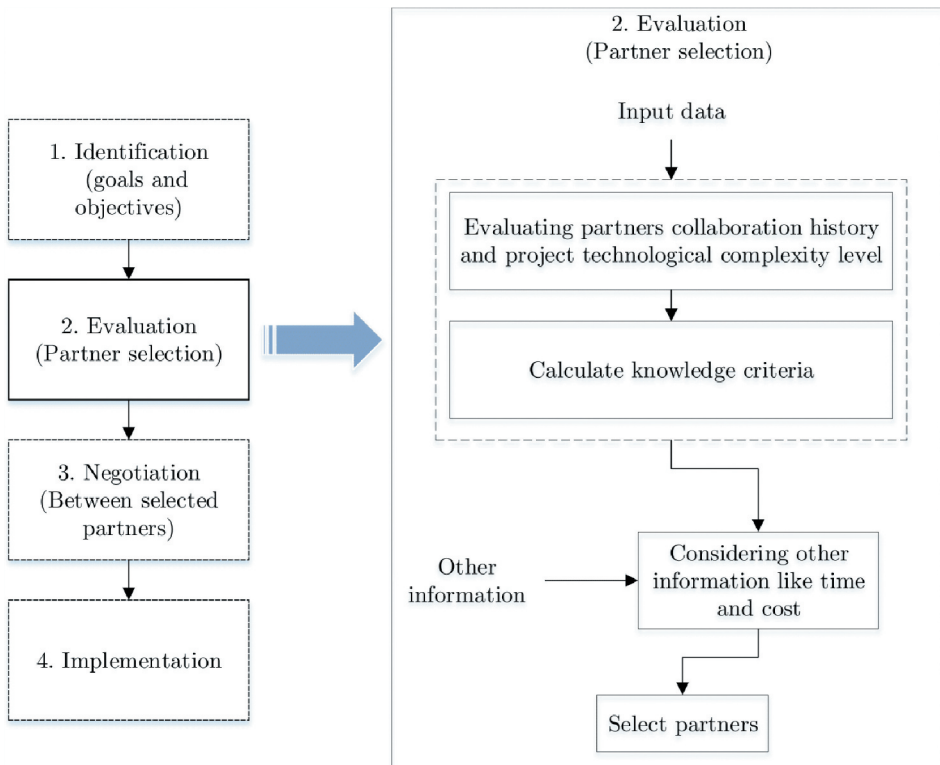 1. Identification
(goals and
objectives)
2. Evaluation
(Partner selection)
3. Negotiation
(Between selected
partners)
4. Implementation
2. Evaluation
(Partner selection)
Input data
Evaluating partners collaboration history
and project technological complexity level
Calculate knowledge criteria
Other
information
Considering other
information like time
and cost
Select partners